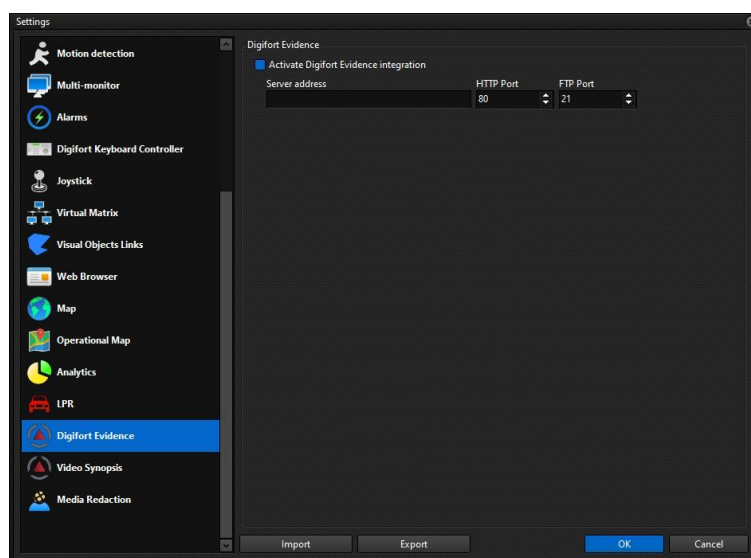 Settings
Motion detection
Multi-monitor
Alarms
Digifort Keyboard Controller
Joystick
Virtual Matrix
Visual Objects Links
Web Browser
Map
Operational Map
Analytics
LPR
Digifort Evidence
Video Synopsis
Media Redaction
Digifort Evidence
Activate Digifort Evidence integration
Server address HTTP Port FTP Port
80 21
Import Export OK Cancel